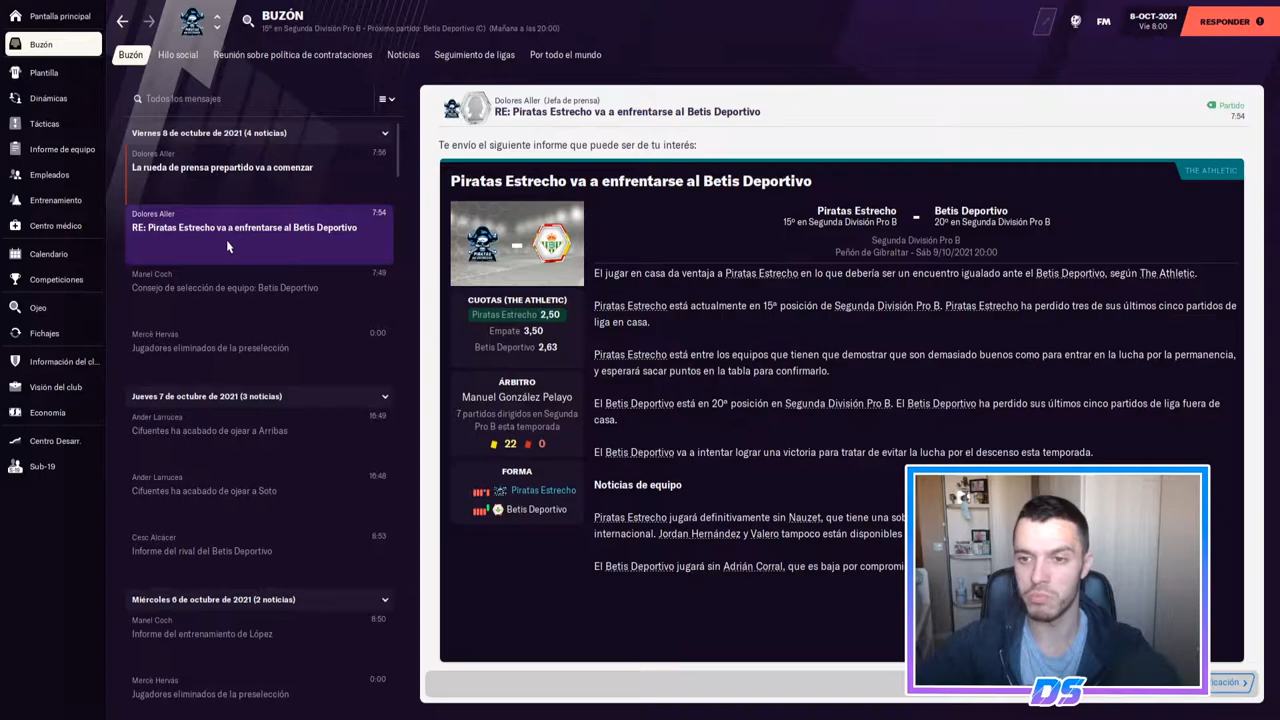 Pantalla principal
Buzón
Plantilla
Dinámicas
Tácticas
Informe de equipo
Empleados
Entrenamiento
Centro médico
Calendario
Competiciones
Ojeo
Fichajes
Información del cl...
Visión del club
Economía
Centro Desarr.
Sub-19
BUZÓN
15º en Segunda División Pro B - Próximo partido: Betis Deportivo (C) (Mañana a las 20:00)
FM
8-OCT-2021
Vie 8:00
RESPONDER
Buzón
Hilo social
Reunión sobre política de contrataciones
Noticias
Seguimiento de ligas
Por todo el mundo
Todos los mensajes
Viernes 8 de octubre de 2021 (4 noticias)
Dolores Aller 7:56
La rueda de prensa prepartido va a comenzar
Dolores Aller 7:54
RE: Piratas Estrecho va a enfrentarse al Betis Deportivo
Manel Coch 7:49
Consejo de selección de equipo: Betis Deportivo
Mercè Hervás 0:00
Jugadores eliminados de la preselección
Jueves 7 de octubre de 2021 (3 noticias)
Ander Larrucea 16:49
Cifuentes ha acabado de ojear a Arribas
Ander Larrucea 16:48
Cifuentes ha acabado de ojear a Soto
Cesc Alcácer 8:53
Informe del rival del Betis Deportivo
Miércoles 6 de octubre de 2021 (2 noticias)
Manel Coch 8:50
Informe del entrenamiento de López
Mercè Hervás 0:00
Jugadores eliminados de la preselección
Dolores Aller (Jefa de prensa)
RE: Piratas Estrecho va a enfrentarse al Betis Deportivo
Partido
7:54
Te envío el siguiente informe que puede ser de tu interés:
THE ATHLETIC
Piratas Estrecho va a enfrentarse al Betis Deportivo
Piratas Estrecho - Betis Deportivo
15º en Segunda División Pro B 20º en Segunda División Pro B
Segunda División Pro B
Peñón de Gibraltar - Sáb 9/10/2021 20:00
CUOTAS (THE ATHLETIC)
Piratas Estrecho 2,50
Empate 3,50
Betis Deportivo 2,63
ÁRBITRO
Manuel González Pelayo
7 partidos dirigidos en Segunda
Pro B esta temporada
22 0
FORMA
Piratas Estrecho
Betis Deportivo
El jugar en casa da ventaja a Piratas Estrecho en lo que debería ser un encuentro igualado ante el Betis Deportivo, según The Athletic.
Piratas Estrecho está actualmente en 15ª posición de Segunda División Pro B. Piratas Estrecho ha perdido tres de sus últimos cinco partidos de
liga en casa.
Piratas Estrecho está entre los equipos que tienen que demostrar que son demasiado buenos como para entrar en la lucha por la permanencia,
y esperará sacar puntos en la tabla para confirmarlo.
El Betis Deportivo está en 20ª posición en Segunda División Pro B. El Betis Deportivo ha perdido sus últimos cinco partidos de liga fuera de
casa.
El Betis Deportivo va a intentar lograr una victoria para tratar de evitar la lucha por el descenso esta temporada.
Noticias de equipo
Piratas Estrecho jugará definitivamente sin Nauzet, que tiene una sob
internacional. Jordan Hernández y Valero tampoco están disponibles
El Betis Deportivo jugará sin Adrián Corral, que es baja por compromi
icación
DS